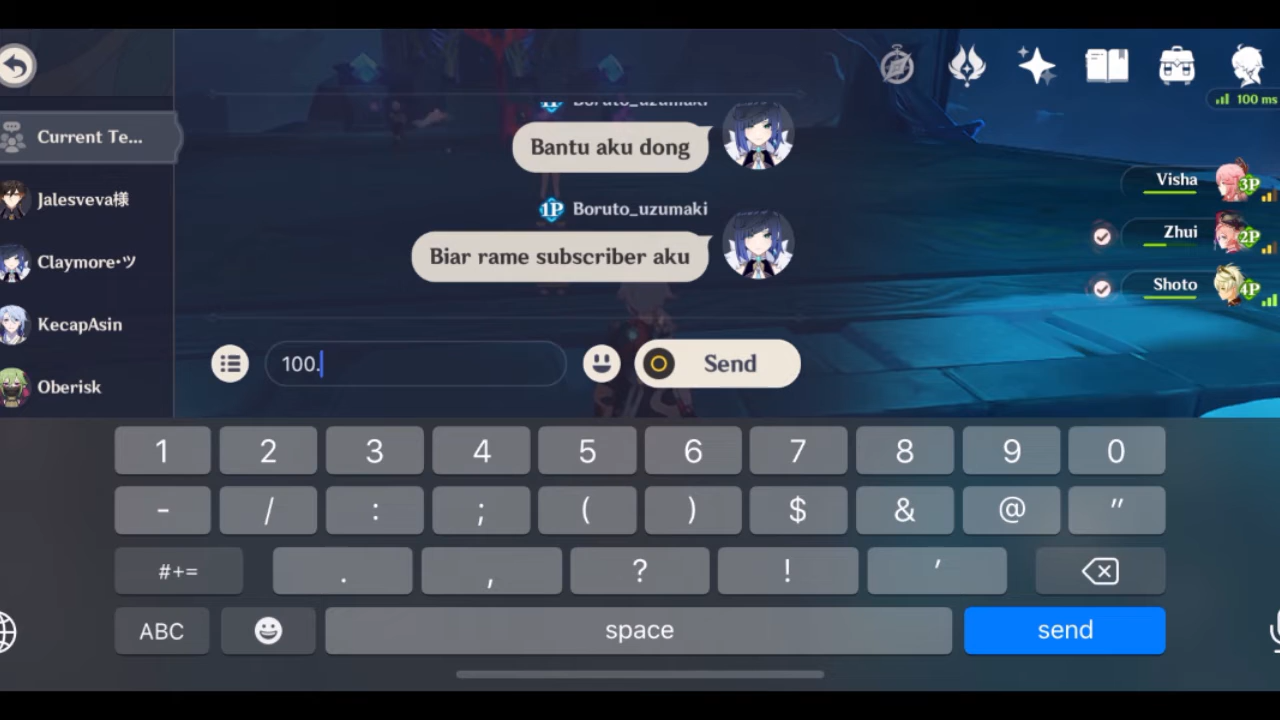 100 ms
Current Te...
Boruto_uzumaki
Bantu aku dong
Jalesveva様
1P Boruto_uzumaki
Claymore•ツ
Biar rame subscriber aku
Visha 3P
Zhui 2P
Shoto 4P
KecapAsin
100.
Send
Oberisk
1 2 3 4 5 6 7 8 9 0
- / : ; ( ) $ & @ "
#+= . , ? ! '
ABC space send